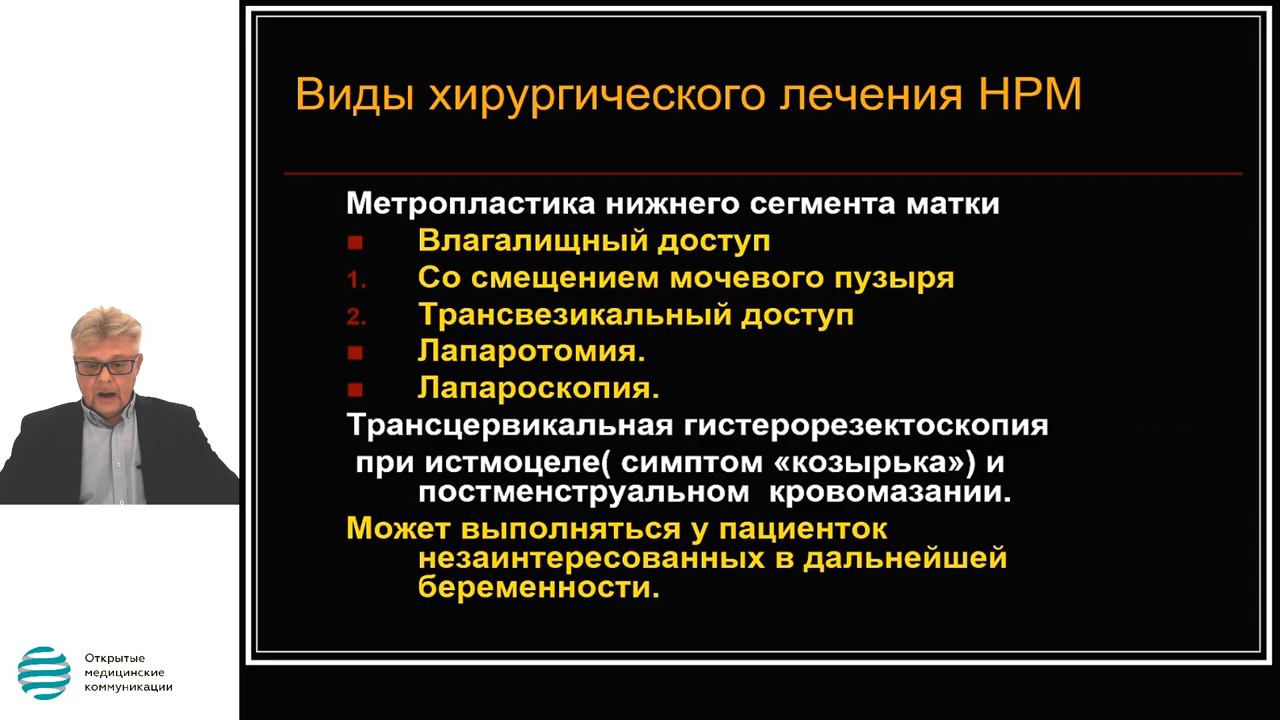 Виды хирургического лечения НРМ
Метропластика нижнего сегмента матки
Влагалищный доступ
1. Со смещением мочевого пузыря
2. Трансвезикальный доступ
Лапаротомия.
Лапароскопия.
Трансцервикальная гистерорезектоскопия
при истмоцеле( симптом «козырька») и
постменструальном кровомазании.
Может выполняться у пациенток
незаинтересованных в дальнейшей
беременности.
Открытые
медицинские
коммуникации